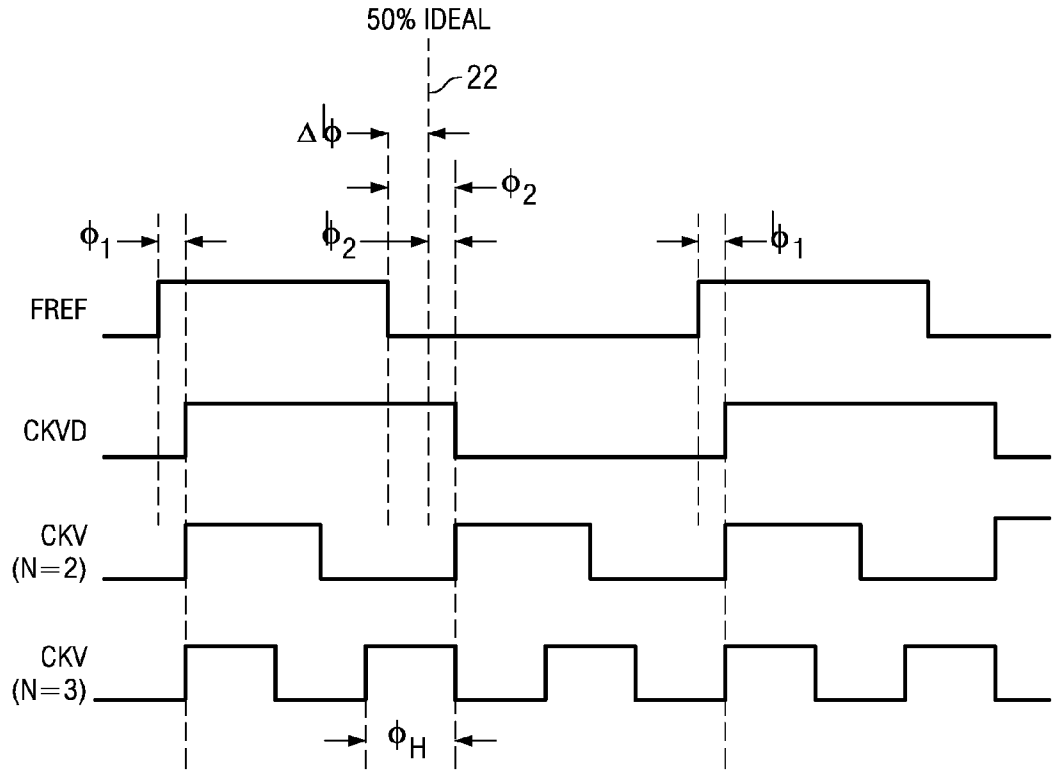 50% IDEAL
22
Δϕ
ϕ2
ϕ1
ϕ2
ϕ1
FREF
CKVD
CKV
(N=2)
CKV
(N=3)
ϕH